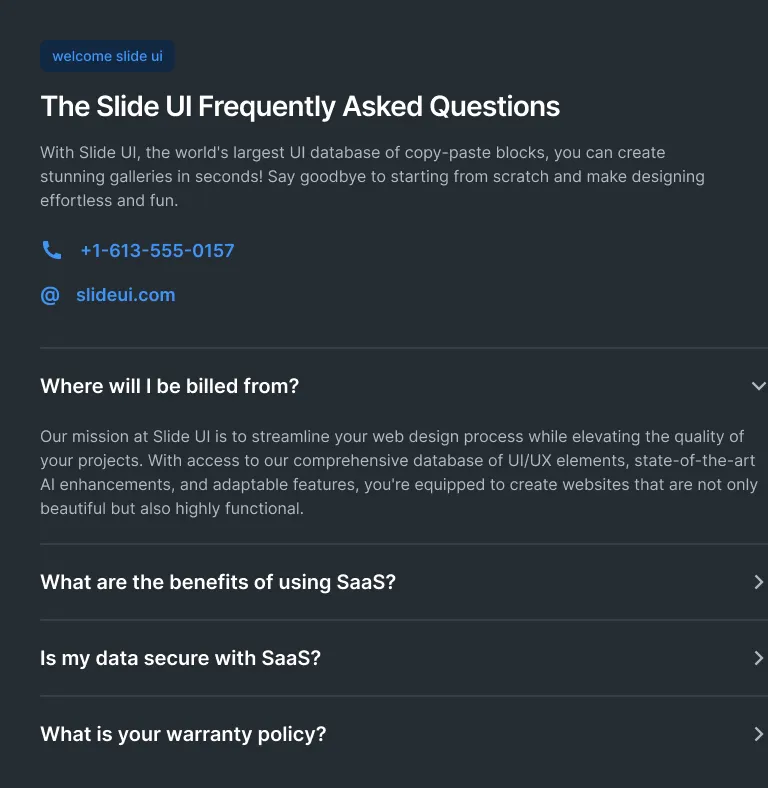 welcome slide ui
The Slide UI Frequently Asked Questions
With Slide UI, the world's largest UI database of copy-paste blocks, you can create
stunning galleries in seconds! Say goodbye to starting from scratch and make designing
effortless and fun.
+1-613-555-0157
@ slideui.com
Where will I be billed from?
Our mission at Slide UI is to streamline your web design process while elevating the quality of
your projects. With access to our comprehensive database of UI/UX elements, state-of-the-art
AI enhancements, and adaptable features, you're equipped to create websites that are not only
beautiful but also highly functional.
What are the benefits of using SaaS?
Is my data secure with SaaS?
What is your warranty policy?